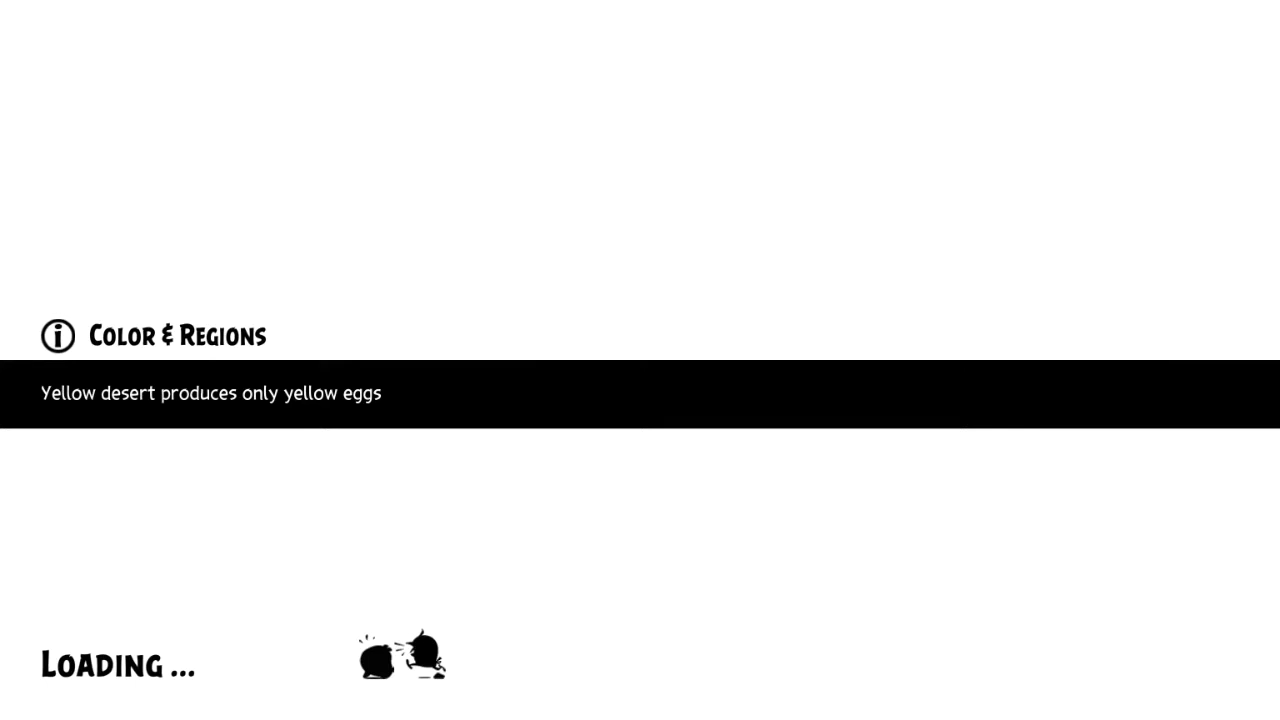 Color & Regions
Yellow desert produces only yellow eggs
Loading ...